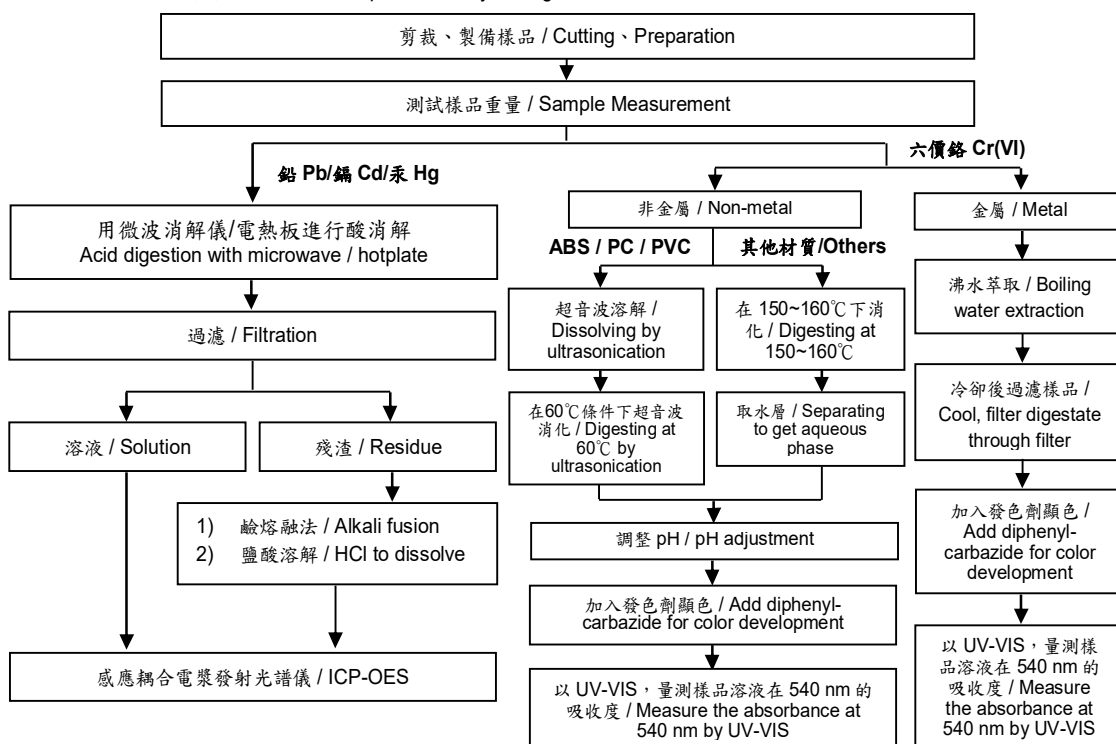 剪裁、製備樣品 / Cutting、Preparation
測試樣品重量 / Sample Measurement
鉛 Pb/鎘 Cd/汞 Hg
六價鉻 Cr(VI)
用微波消解儀/電熱板進行酸消解
Acid digestion with microwave / hotplate
過濾 / Filtration
溶液 / Solution
殘渣 / Residue
1) 鹼熔融法 / Alkali fusion
2) 鹽酸溶解 / HCl to dissolve
感應耦合電漿發射光譜儀 / ICP-OES
非金屬 / Non-metal
ABS / PC / PVC
其他材質/Others
超音波溶解 /
Dissolving by
ultrasonication
在60℃條件下超音波
消化 / Digesting at
60℃ by
ultrasonication
在 150~160℃下消
化 / Digesting at
150~160℃
取水層 / Separating
to get aqueous
phase
調整 pH / pH adjustment
加入發色劑顯色 / Add diphenyl-
carbazide for color development
以 UV-VIS，量測樣品溶液在 540 nm 的
吸收度 / Measure the absorbance at
540 nm by UV-VIS
金屬 / Metal
沸水萃取 / Boiling
water extraction
冷卻後過濾樣品 /
Cool, filter digestate
through filter
加入發色劑顯色 /
Add diphenyl-
carbazide for color
development
以 UV-VIS，量測樣
品溶液在 540 nm 的
吸收度 / Measure
the absorbance at
540 nm by UV-VIS